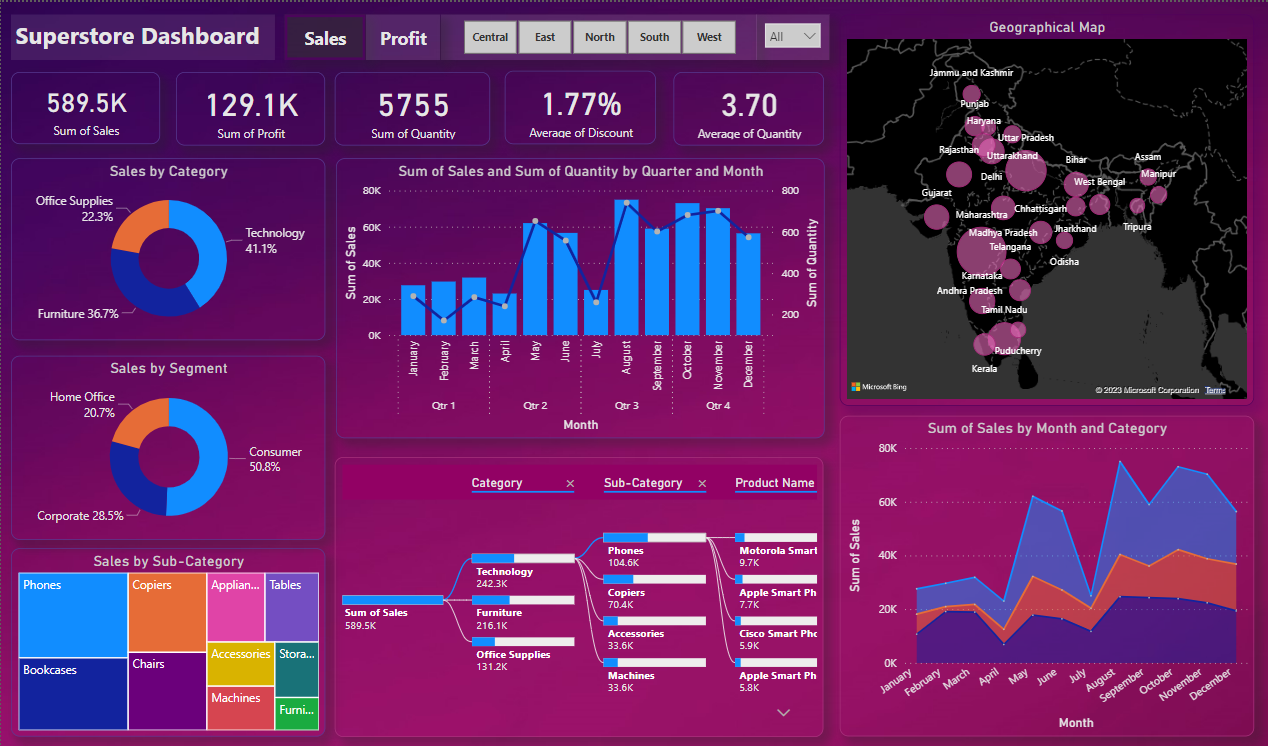 Superstore Dashboard
Sales
Profit
Central
East
North
South
West
All
589.5K
Sum of Sales
129.1K
Sum of Profit
5755
Sum of Quantity
1.77%
Average of Discount
3.70
Average of Quantity
Sales by Category
Office Supplies
22.3%
Technology
41.1%
Furniture 36.7%
Sales by Segment
Home Office
20.7%
Consumer
50.8%
Corporate 28.5%
Sales by Sub-Category
Phones
Copiers
Applian...
Tables
Bookcases
Chairs
Accessories
Stora...
Machines
Furni...
Sum of Sales and Sum of Quantity by Quarter and Month
80K
60K
40K
20K
0K
Sum of Sales
800
600
400
200
Sum of Quantity
January
February
March
April
May
June
July
August
September
October
November
December
Qtr 1
Qtr 2
Qtr 3
Qtr 4
Month
Category
Sub-Category
Product Name
Sum of Sales
589.5K
Technology
242.3K
Furniture
216.1K
Office Supplies
131.2K
Phones
104.6K
Copiers
70.4K
Accessories
33.6K
Machines
33.6K
Motorola Smart
9.7K
Apple Smart Ph
7.7K
Cisco Smart Pho
5.9K
Apple Smart Ph
5.8K
Geographical Map
Jammu and Kashmir
Punjab
Haryana
Uttar Pradesh
Rajasthan
Uttarakhand
Bihar
Assam
Delhi
West Bengal
Manipur
Gujarat
Maharashtra
Chhattisgarh
Tripura
Madhya Pradesh
Jharkhand
Telangana
Odisha
Karnataka
Andhra Pradesh
Tamil Nadu
Puducherry
Kerala
Microsoft Bing
© 2023 Microsoft Corporation Terms
Sum of Sales by Month and Category
80K
60K
40K
20K
0K
Sum of Sales
January
February
March
April
May
June
July
August
September
October
November
December
Month